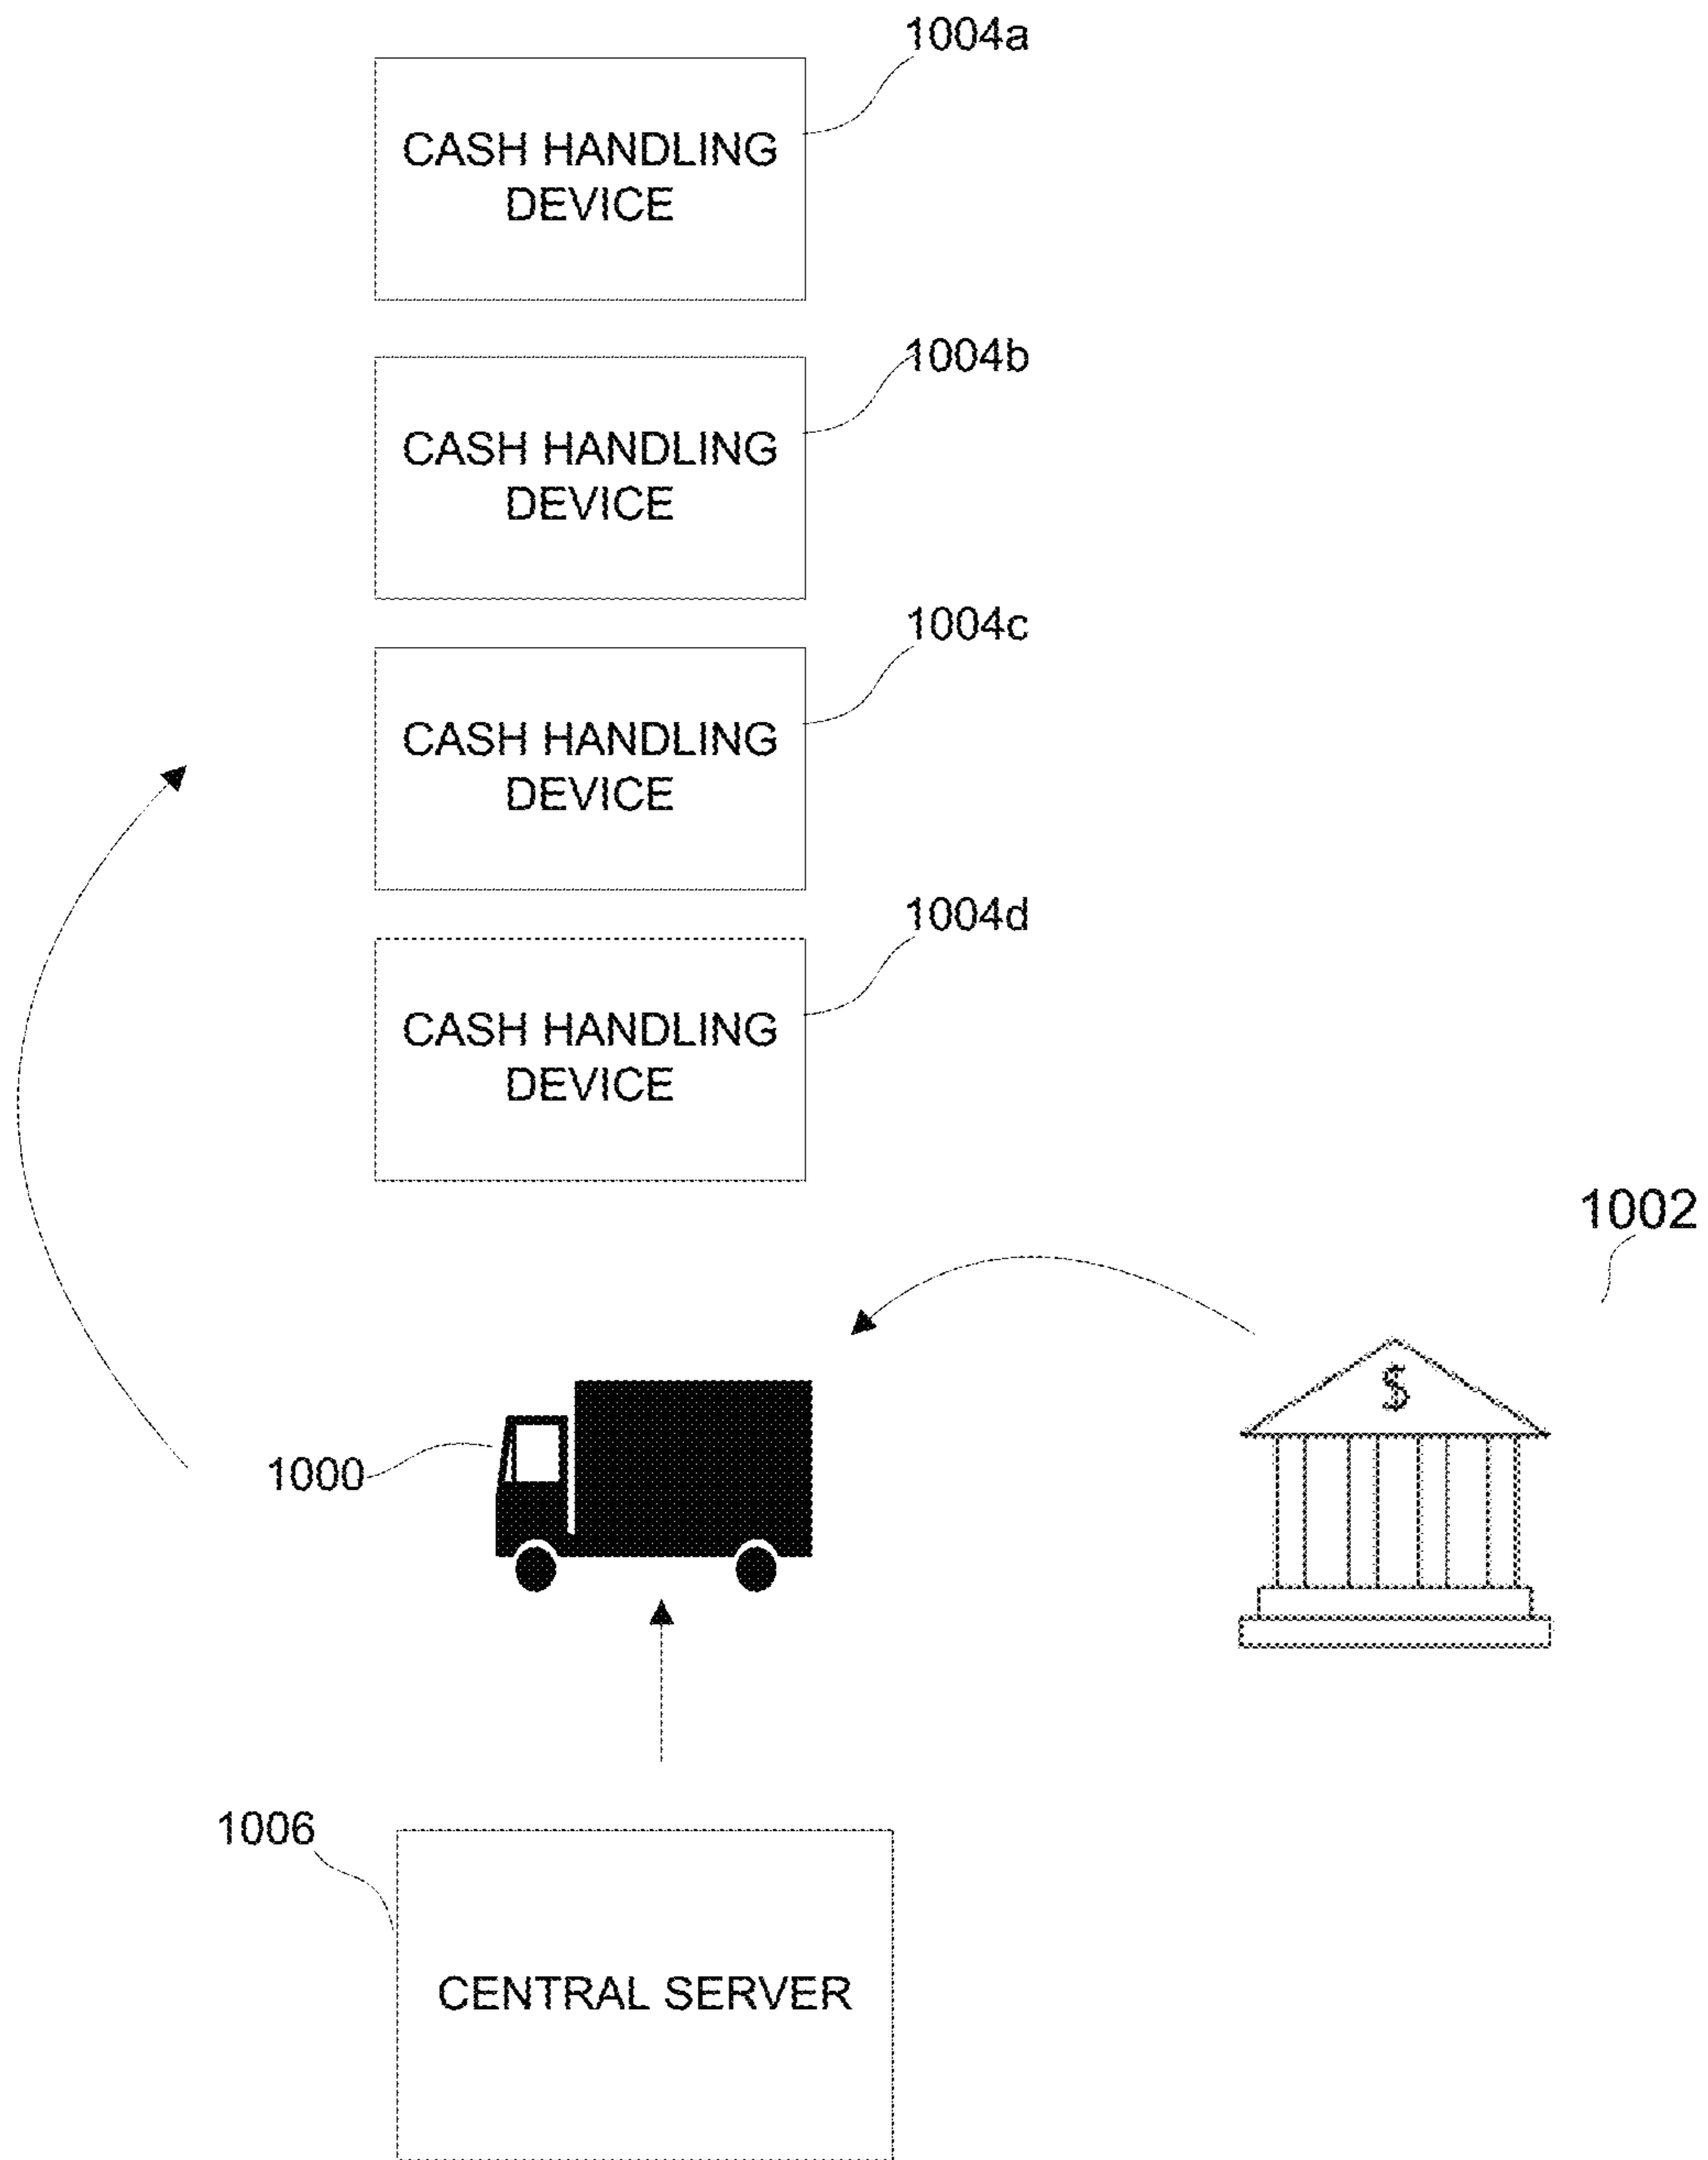 1004a
CASH HANDLING
DEVICE
1004b
CASH HANDLING
DEVICE
1004c
CASH HANDLING
DEVICE
1004d
CASH HANDLING
DEVICE
1002
$
1000
1006
CENTRAL SERVER